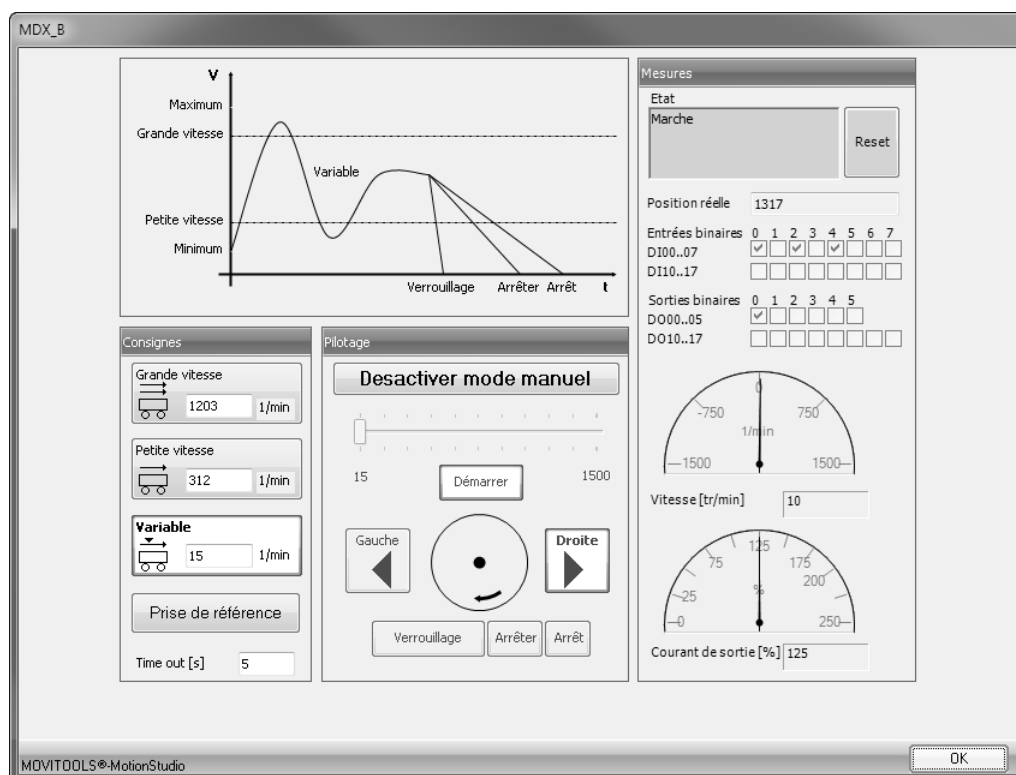 MDX_B
V
Maximum
Grande vitesse
Variable
Petite vitesse
Minimum
Verrouillage Arrêter Arrêt t
Consignes
Grande vitesse
1203 1/min
Petite vitesse
312 1/min
Variable
15 1/min
Prise de référence
Time out [s] 5
Pilotage
Desactiver mode manuel
15 Démarrer 1500
Gauche Droite
Verrouillage Arrêter Arrêt
Mesures
Etat
Marche
Reset
Position réelle 1317
Entrées binaires 0 1 2 3 4 5 6 7
DI00..07
DI10..17
Sorties binaires 0 1 2 3 4 5
DO00..05
DO10..17
0
-750 750
1/min
-1500 1500
Vitesse [tr/min] 10
125
75 175
200
25 %
0 250
Courant de sortie [%] 125
MOVITOOLS®-MotionStudio
OK